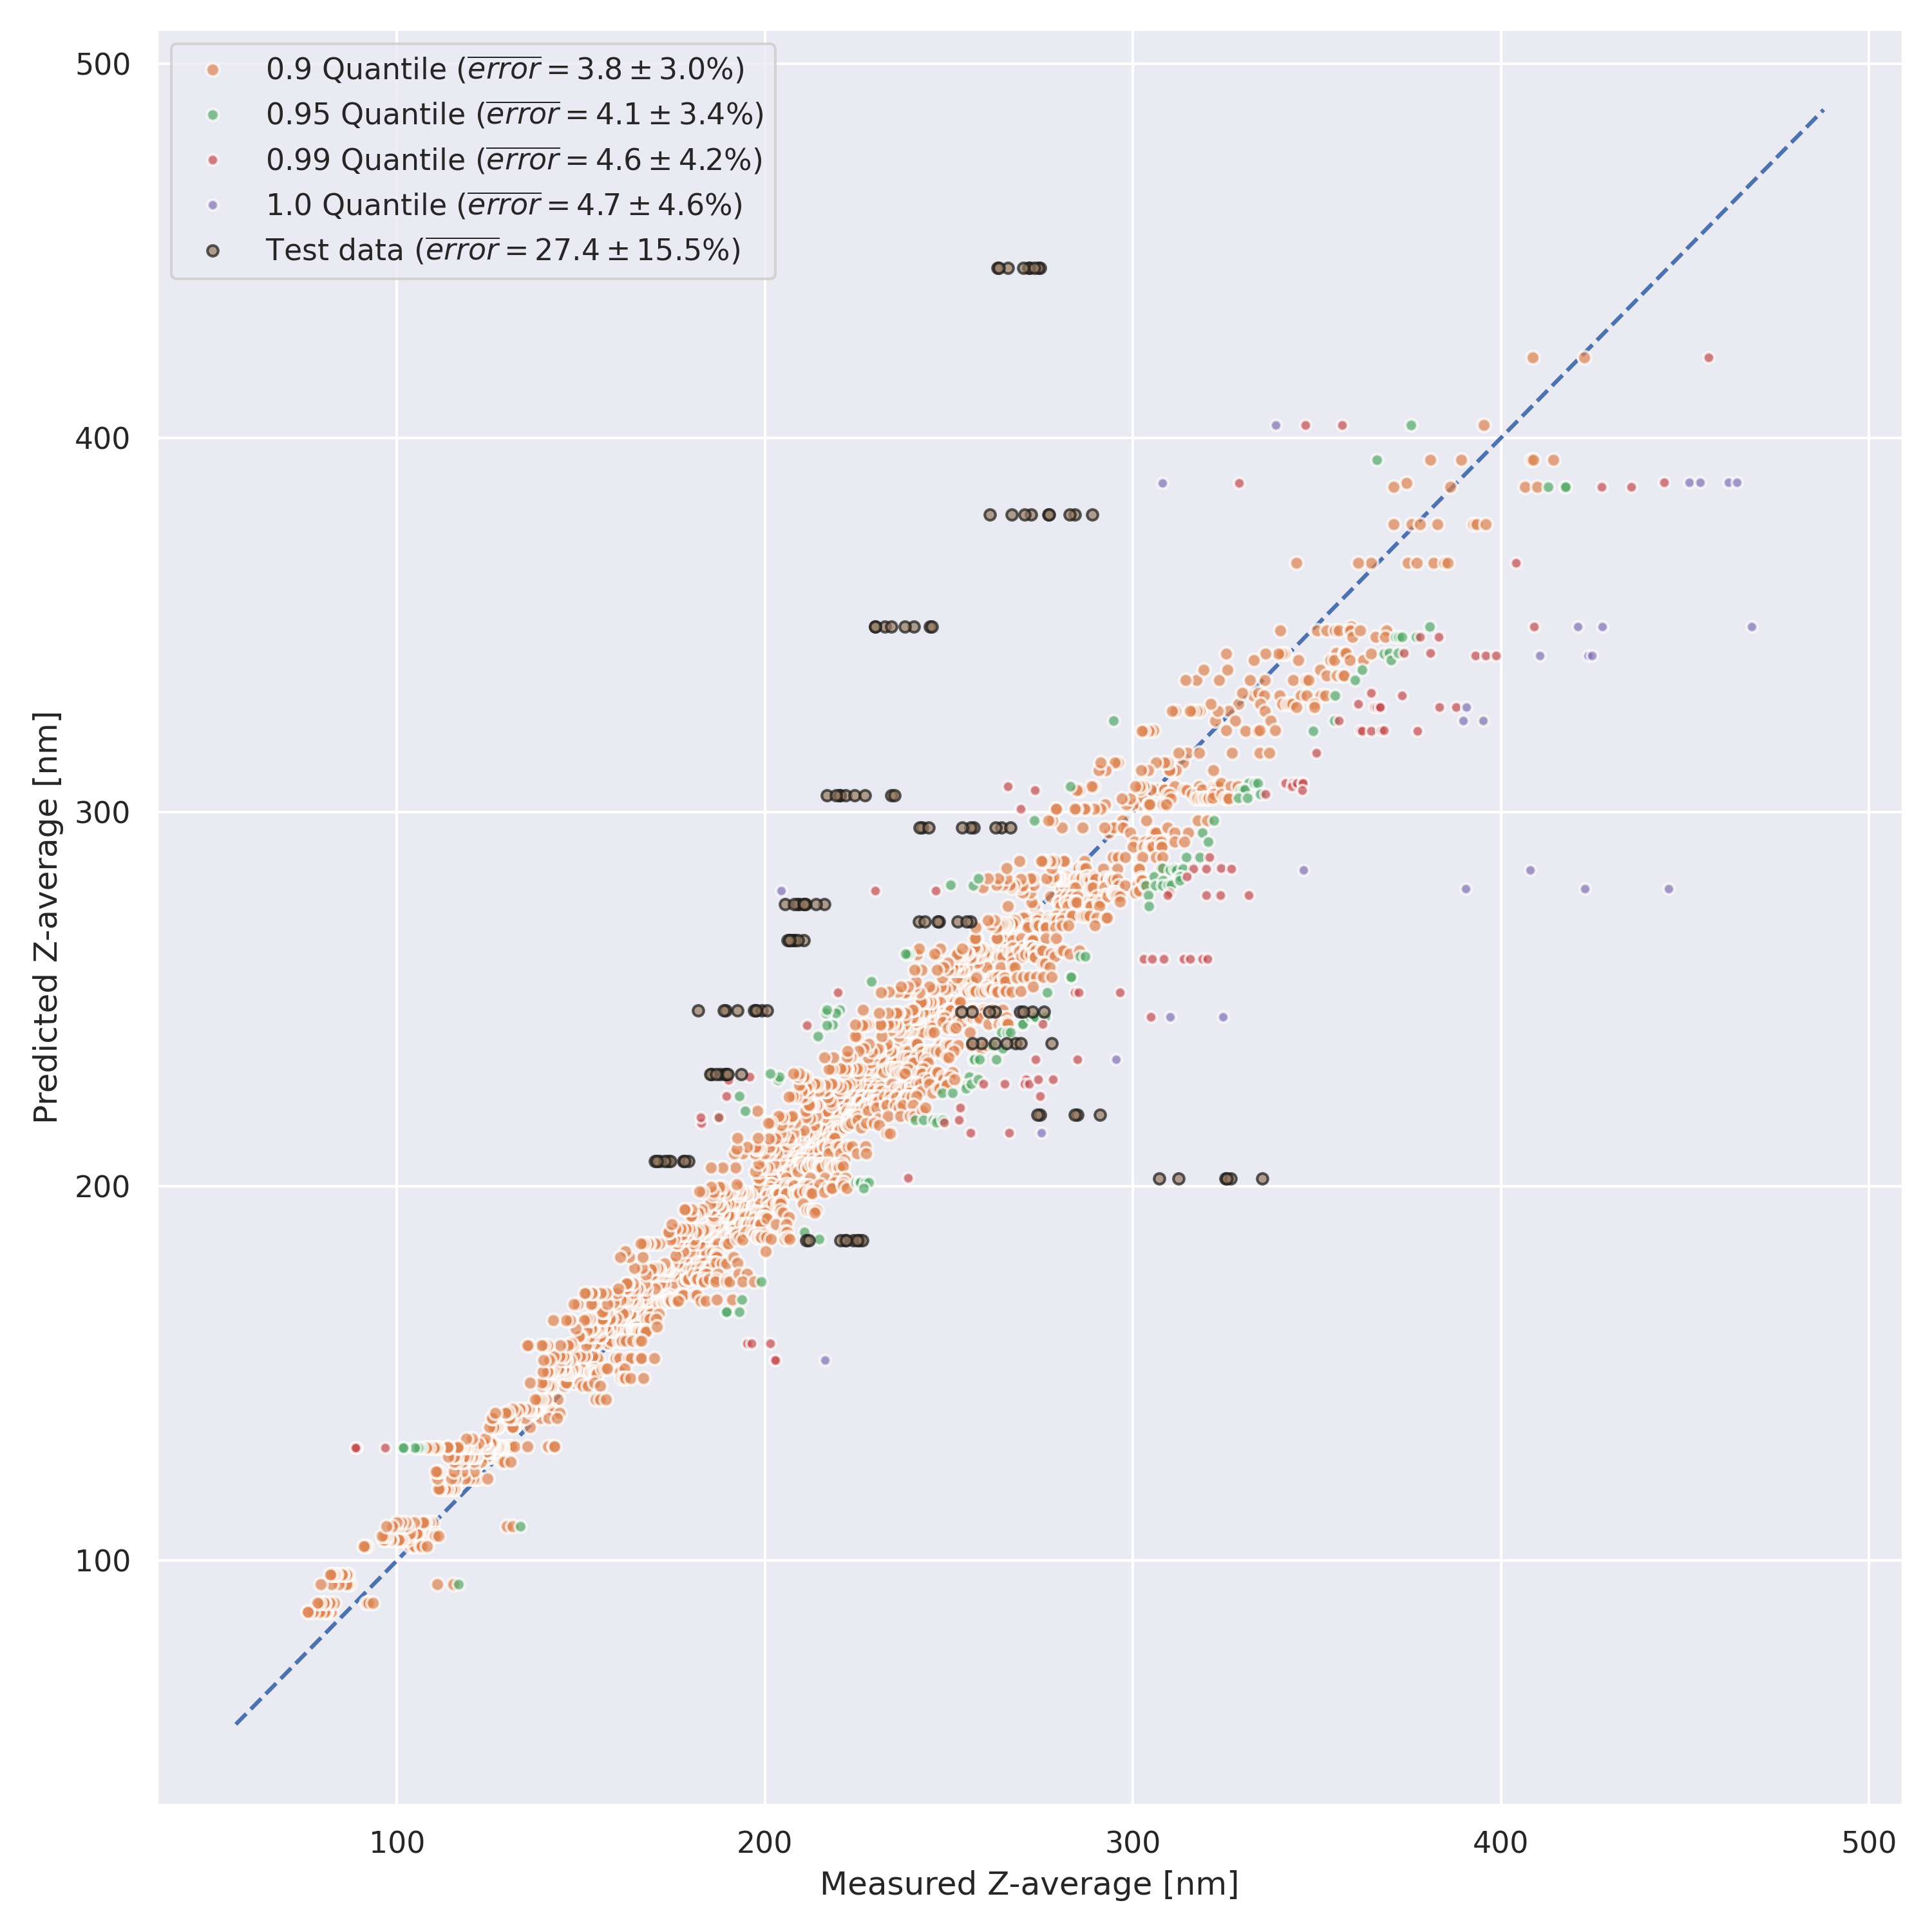 500
400
300
200
100
Predicted Z-average [nm]
0.9 Quantile (error = 3.8 ± 3.0%)
0.95 Quantile (error = 4.1 ± 3.4%)
0.99 Quantile (error = 4.6 ± 4.2%)
1.0 Quantile (error = 4.7 ± 4.6%)
Test data (error = 27.4 ± 15.5%)
100 200 300 400 500
Measured Z-average [nm]